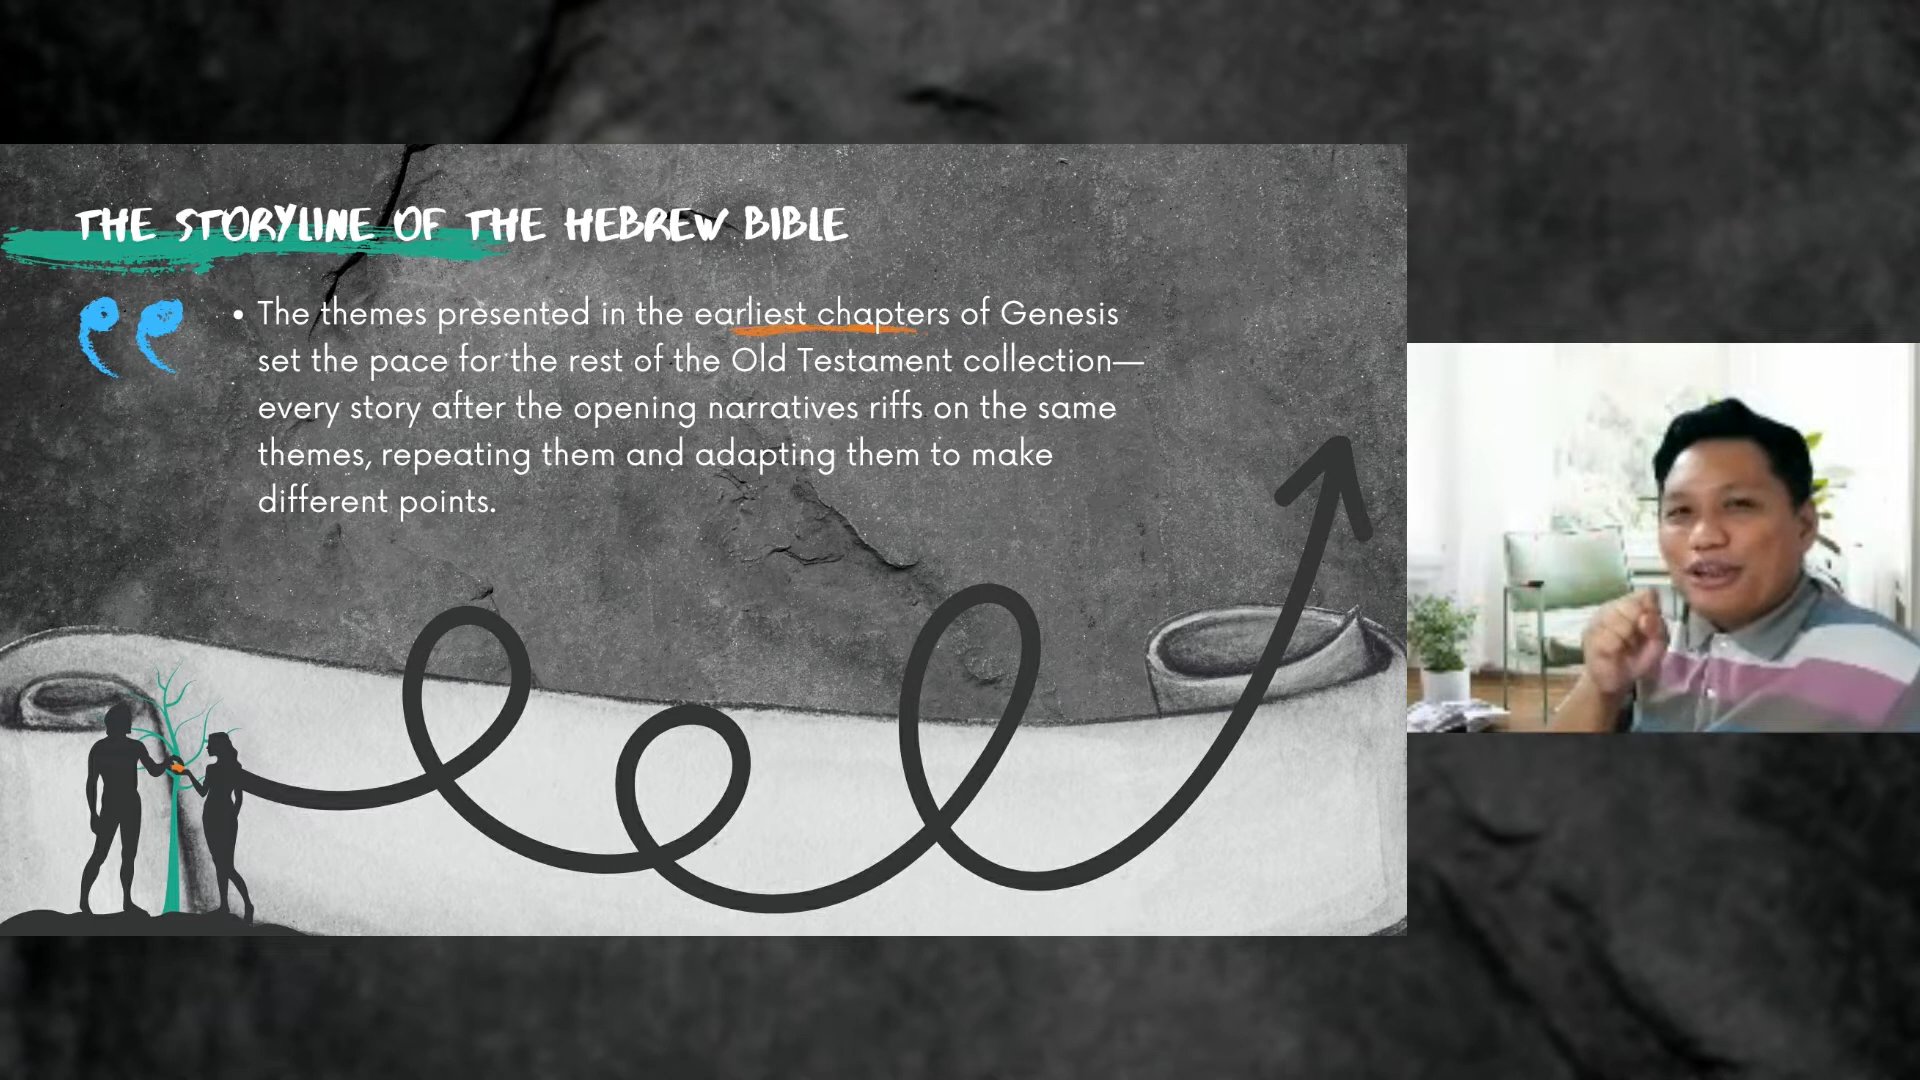 THE STORYLINE OF THE HEBREW BIBLE
• The themes presented in the earliest chapters of Genesis
set the pace for the rest of the Old Testament collection—
every story after the opening narratives riffs on the same
themes, repeating them and adapting them to make
different points.